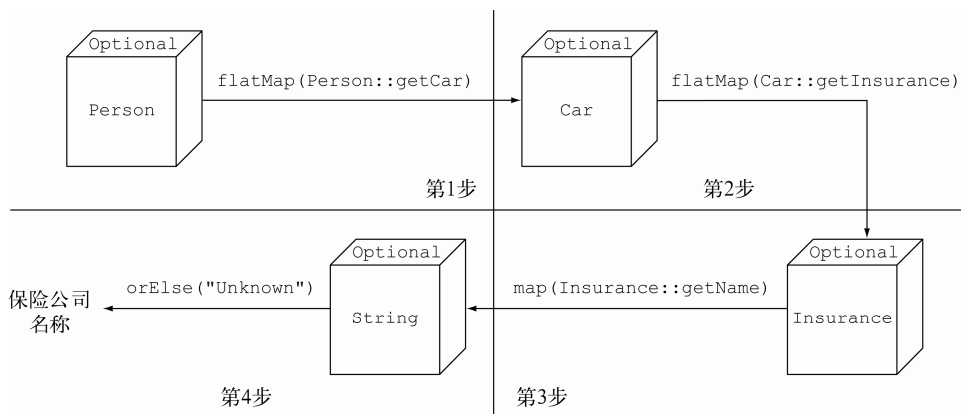 Optional
Person
flatMap(Person::getCar)
第1步
Optional
Car
flatMap(Car::getInsurance)
第2步
Optional
Insurance
map(Insurance::getName)
第3步
Optional
String
orElse("Unknown")
第4步
保险公司
名称